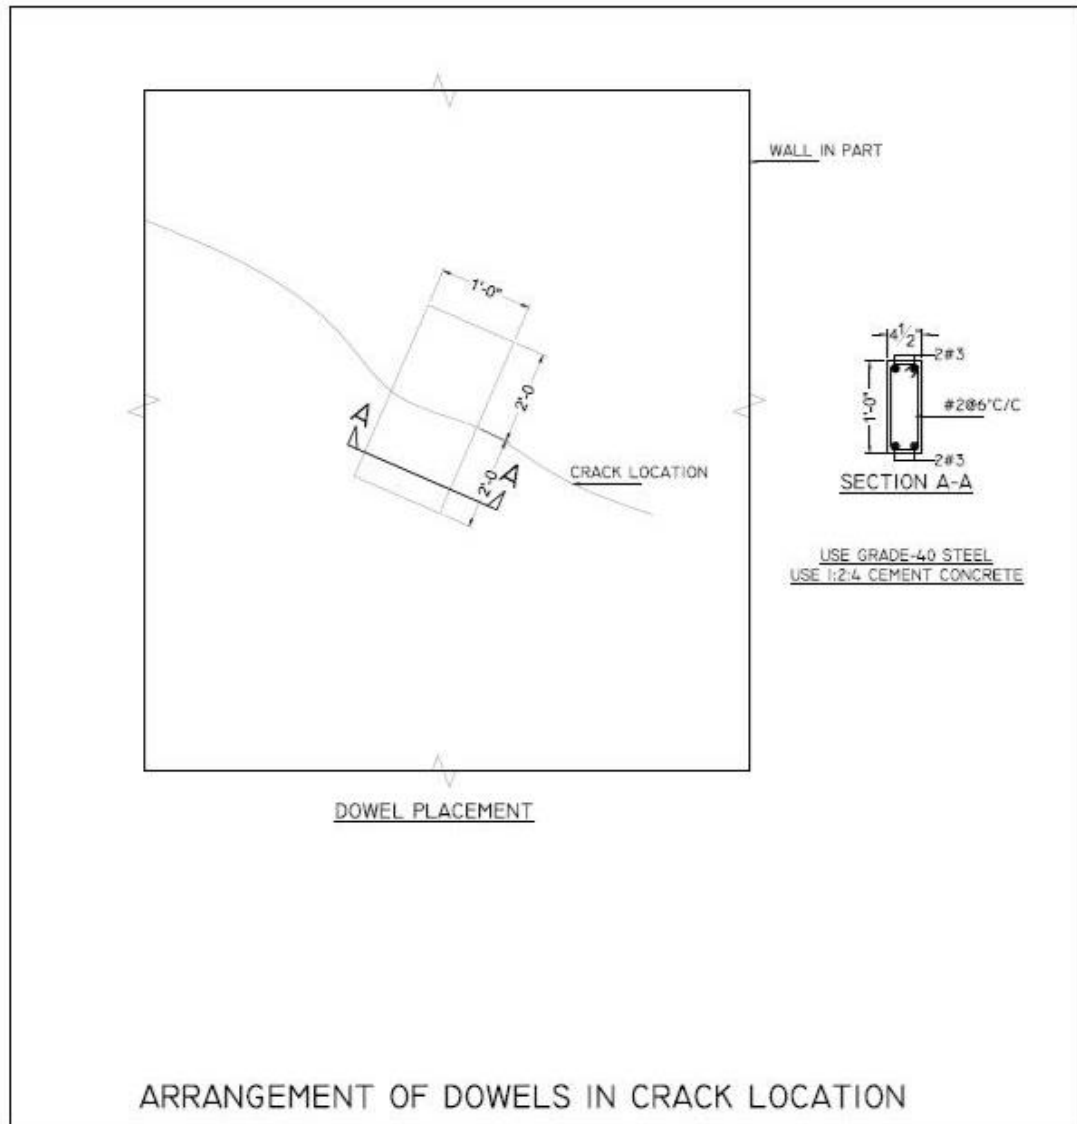 WALL IN PART
1'-0"
2'-0
A
A
2'-0
CRACK LOCATION
4 1/2"
2#3
1'-0"
#2@6"C/C
2#3
SECTION A-A
USE GRADE-40 STEEL
USE 1:2:4 CEMENT CONCRETE
DOWEL PLACEMENT
ARRANGEMENT OF DOWELS IN CRACK LOCATION